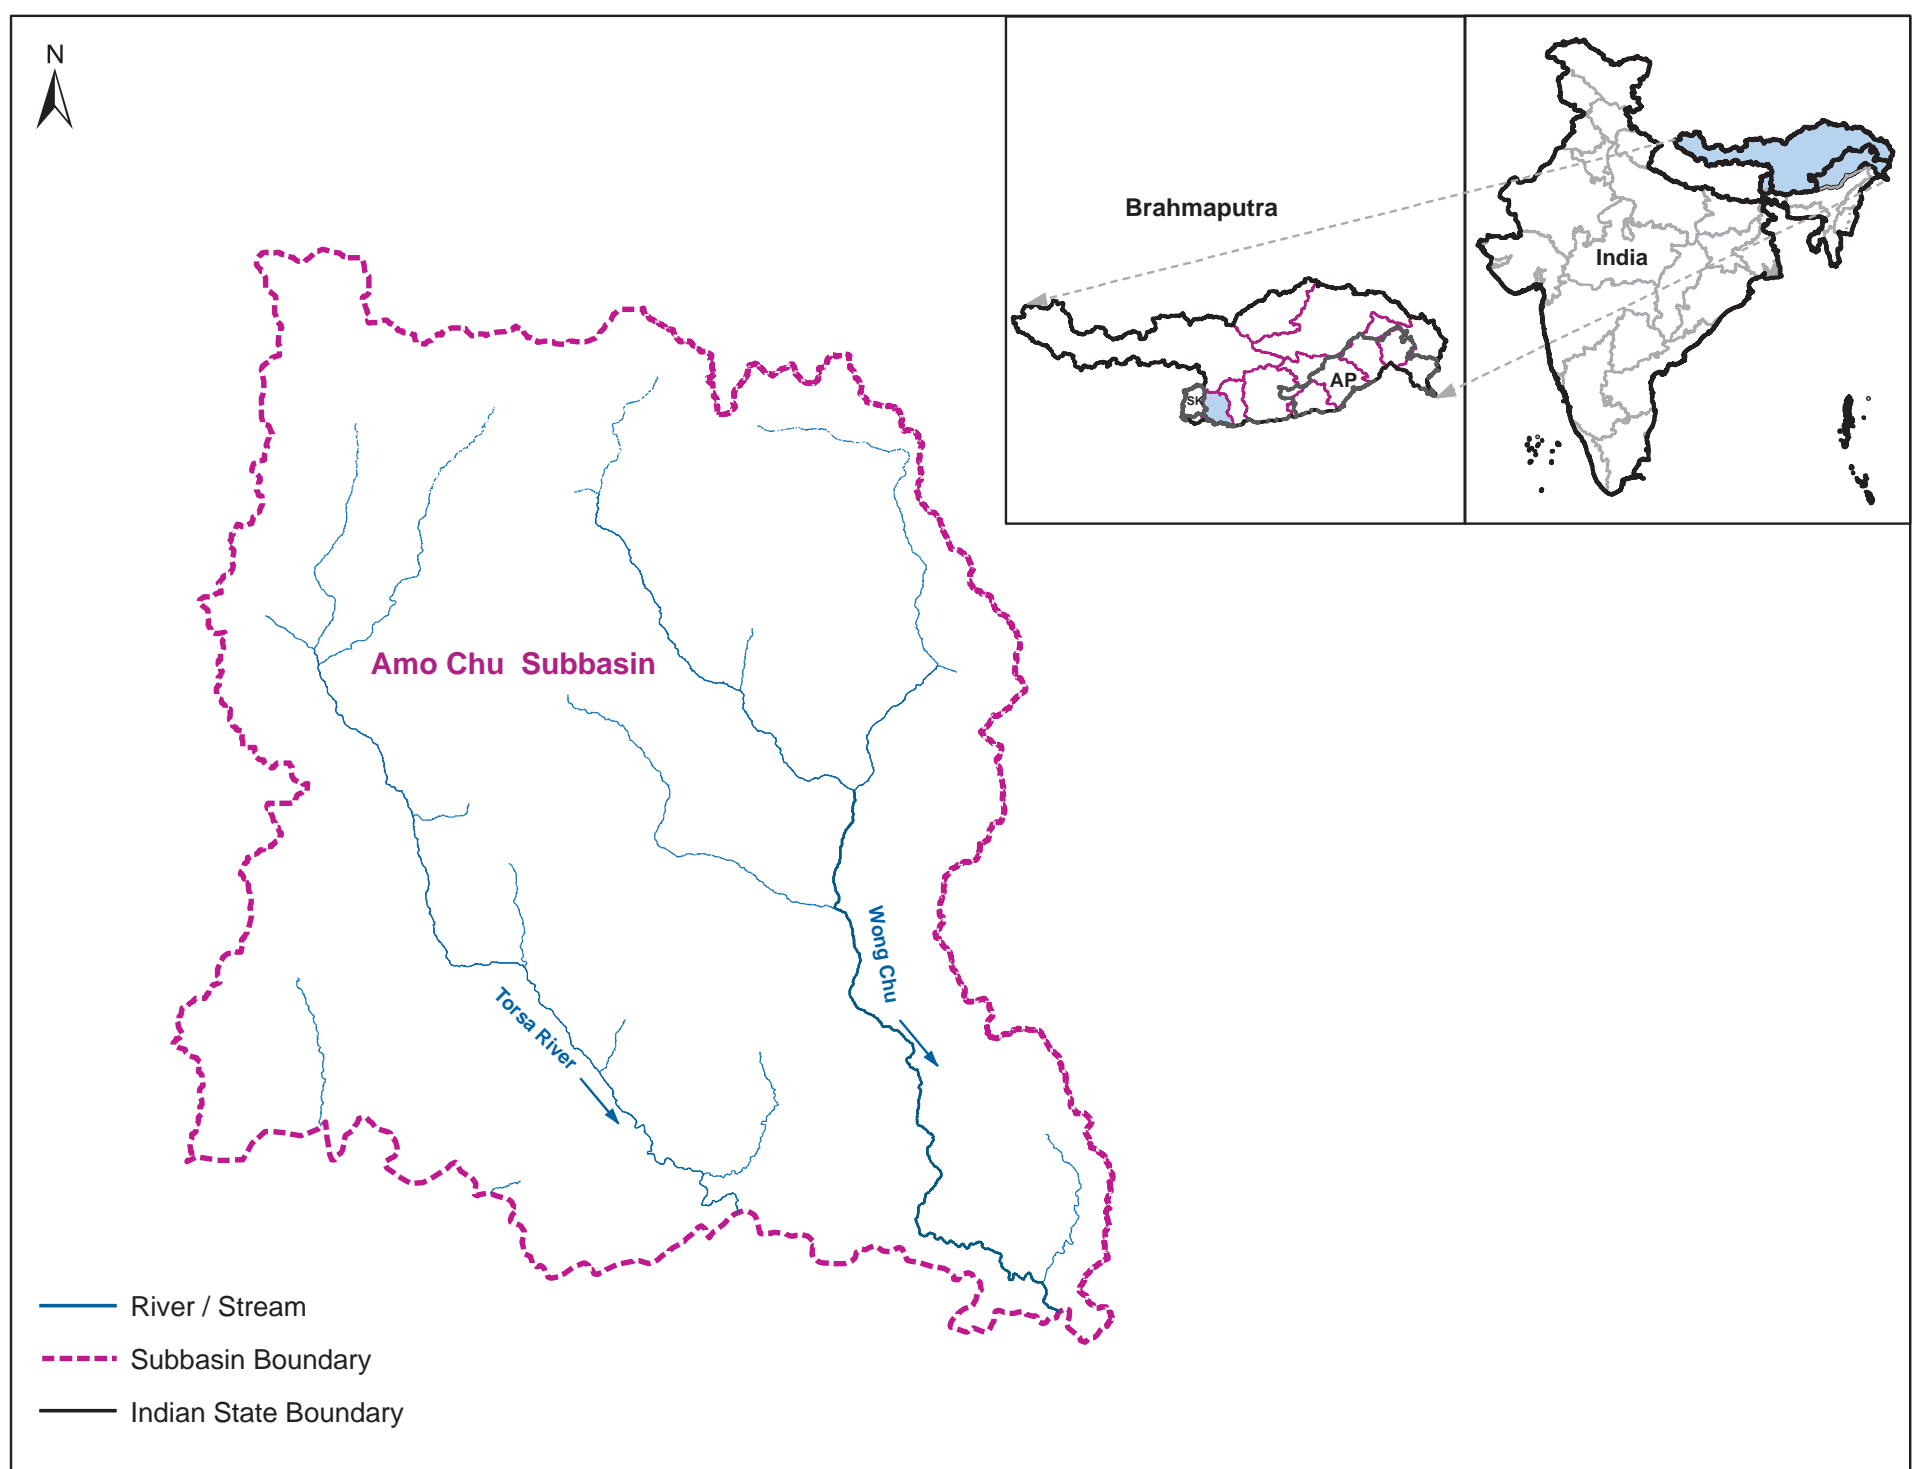 N
Brahmaputra
India
AP
SK
Amo Chu  Subbasin
Wong Chu
Torsa River
River / Stream
Subbasin Boundary
Indian State Boundary